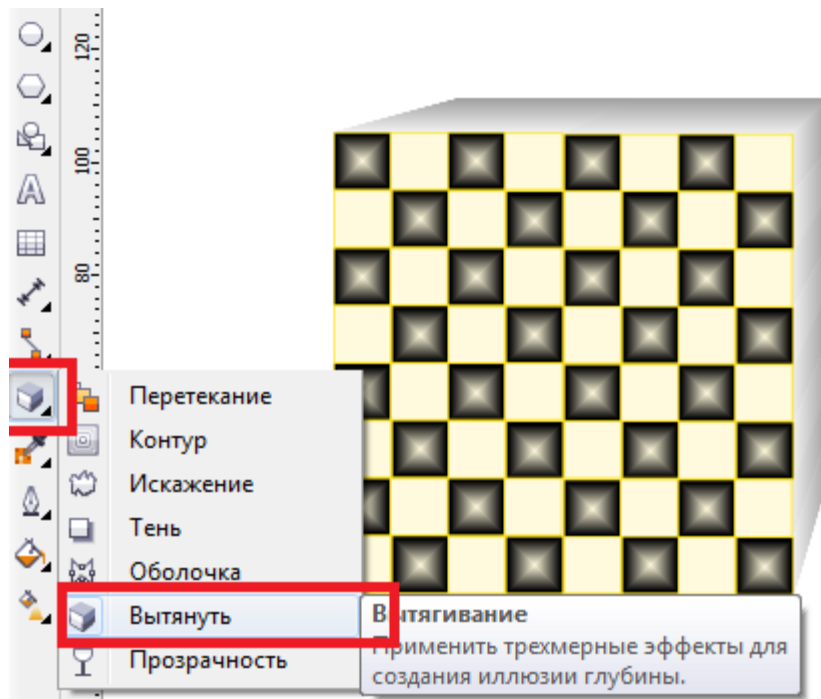 120
100
80
Перетекание
Контур
Искажение
Тень
Оболочка
Вытянуть
Прозрачность
Вытягивание
Применить трехмерные эффекты для
создания иллюзии глубины.